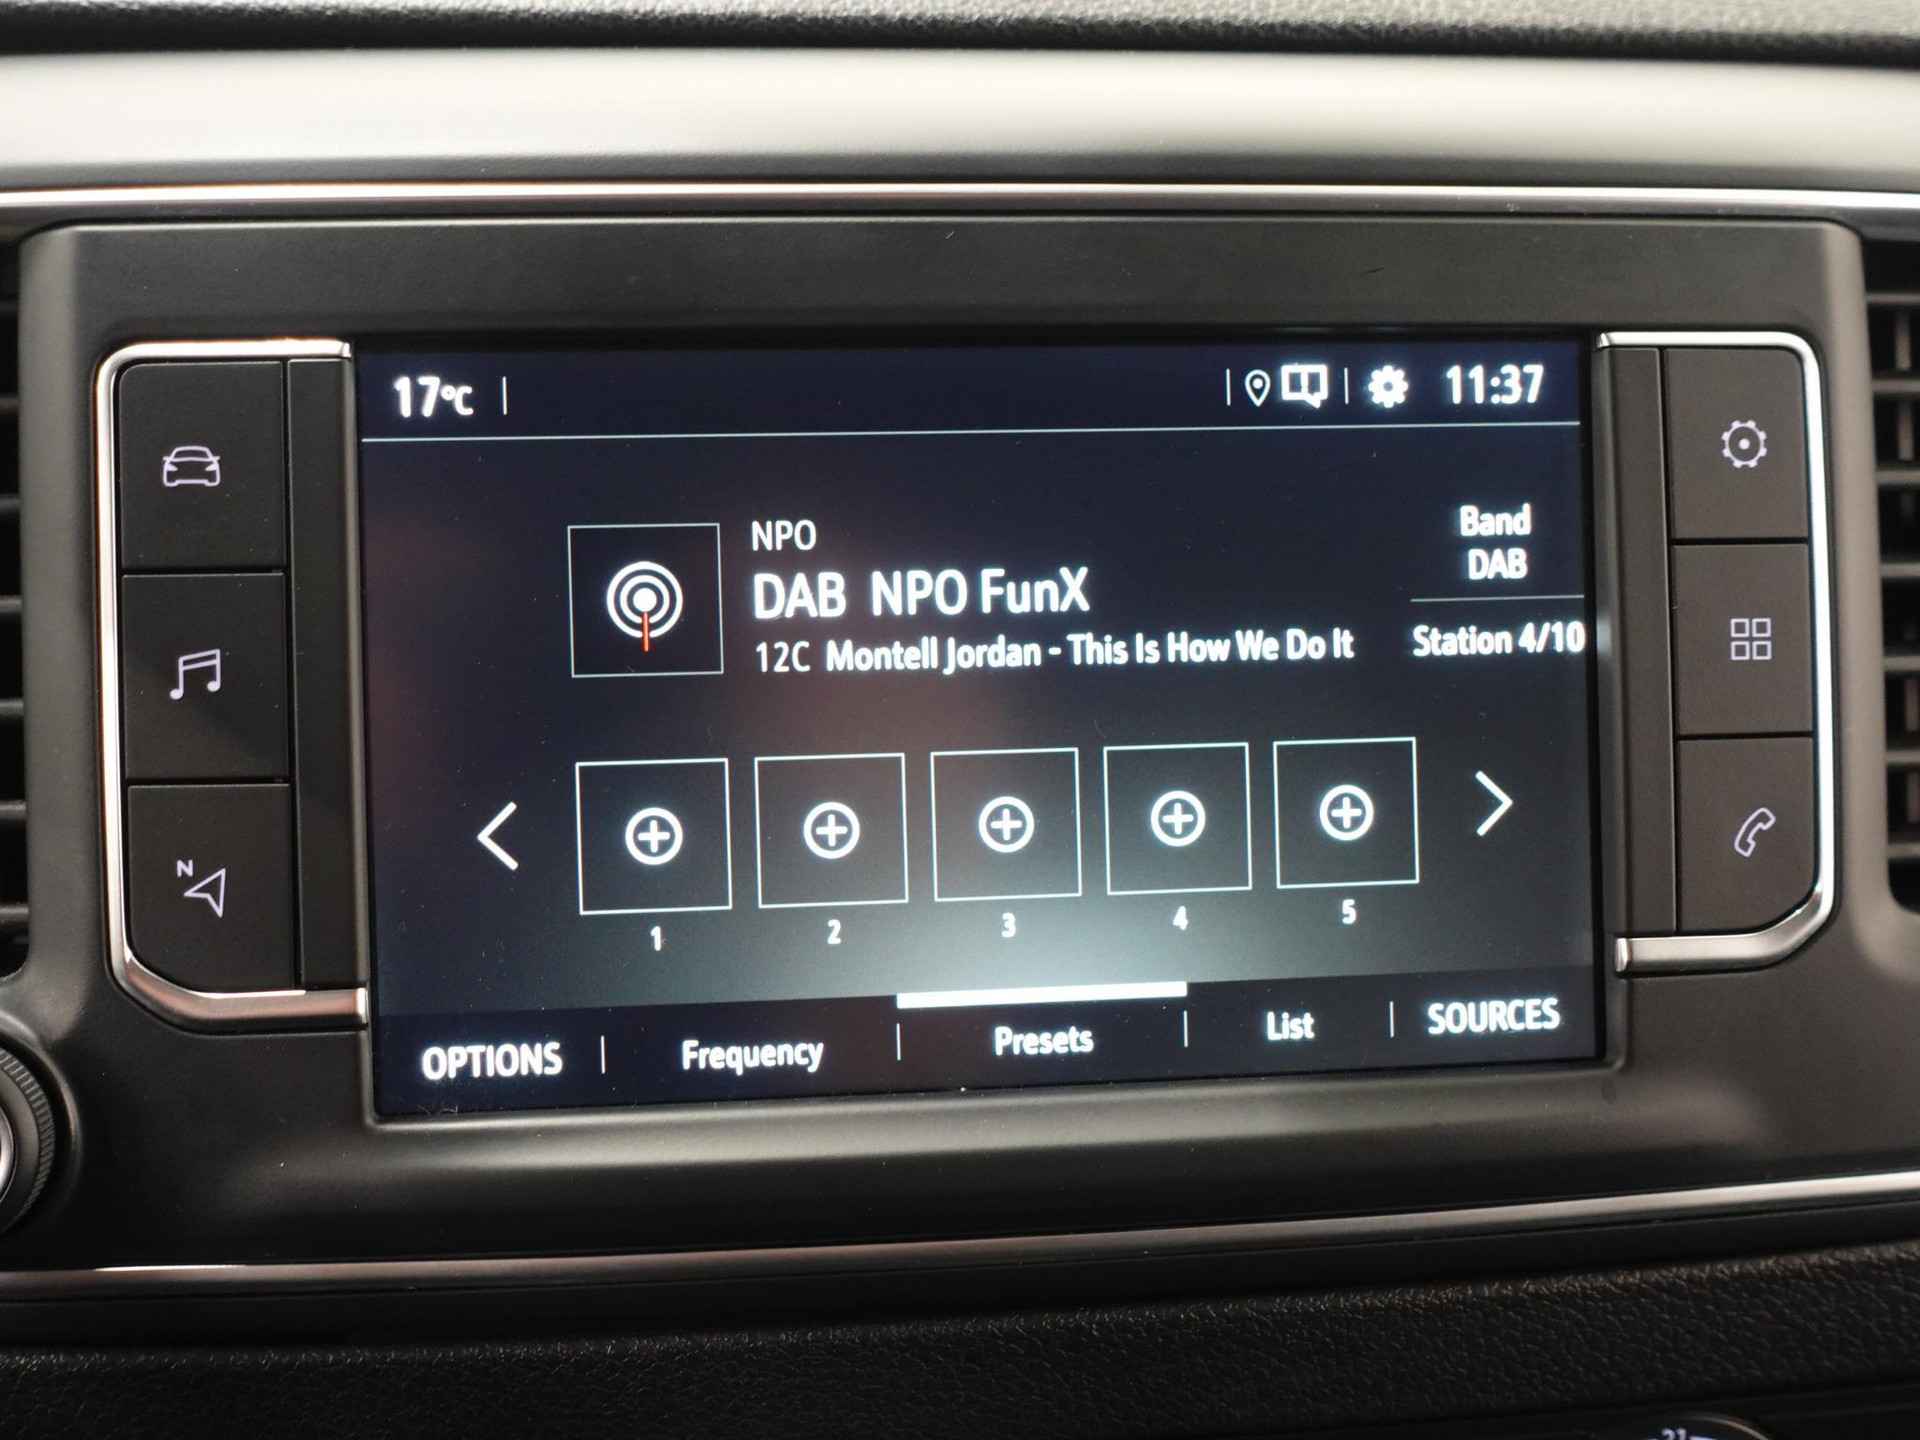 17°C
11:37
NPO
DAB NPO FunX
12C Montell Jordan - This Is How We Do It
Band
DAB
Station 4/10
N
1
2
3
4
5
OPTIONS
Frequency
Presets
List
SOURCES
21